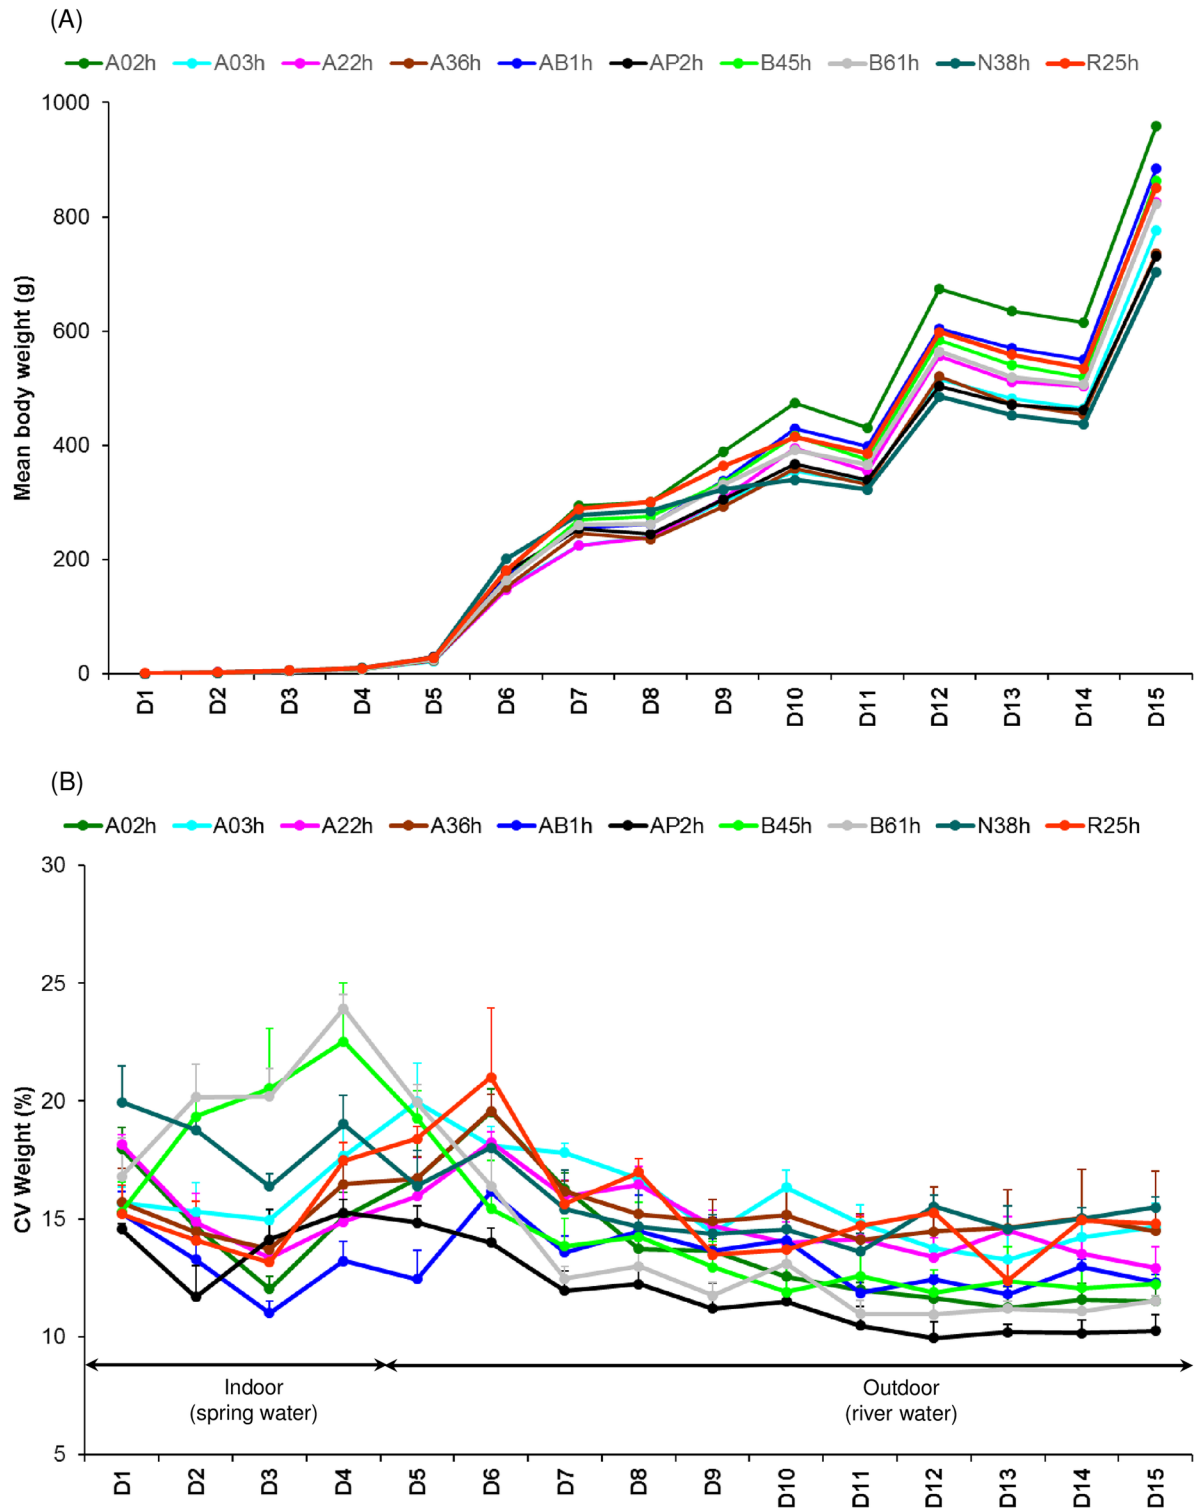 (A)
A02h A03h A22h A36h AB1h AP2h B45h B61h N38h R25h
1000
800
600
400
200
0
Mean body weight (g)
D1 D2 D3 D4 D5 D6 D7 D8 D9 D10 D11 D12 D13 D14 D15
(B)
A02h A03h A22h A36h AB1h AP2h B45h B61h N38h R25h
30
25
20
15
10
5
CV Weight (%)
Indoor
(spring water)
Outdoor
(river water)
D1 D2 D3 D4 D5 D6 D7 D8 D9 D10 D11 D12 D13 D14 D15